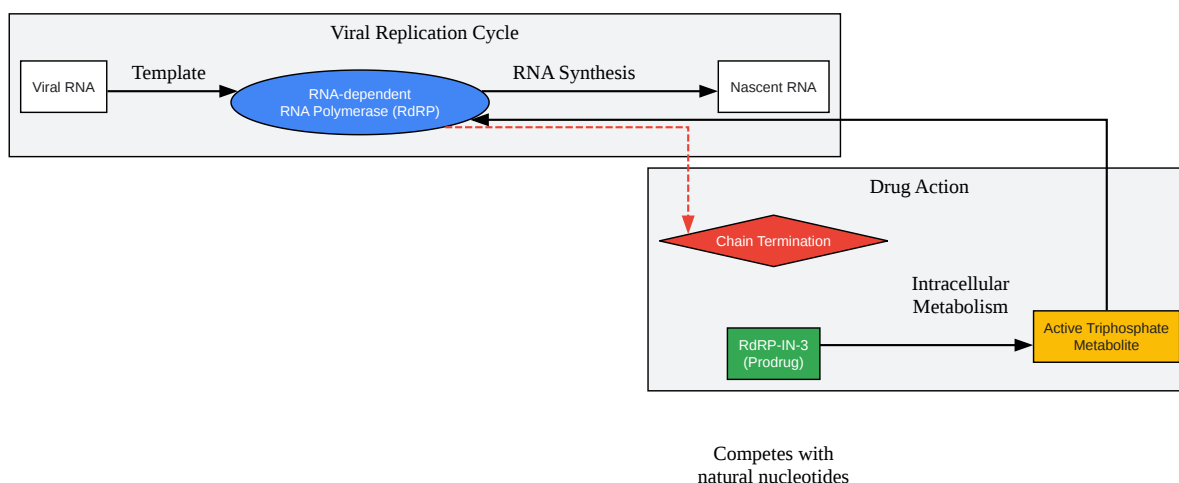 Viral Replication Cycle
Viral RNA
Template
RNA-dependent
RNA Polymerase (RdRP)
RNA Synthesis
Nascent RNA
Drug Action
Chain Termination
Intracellular
Metabolism
RdRP-IN-3
(Prodrug)
Active Triphosphate
Metabolite
Competes with
natural nucleotides